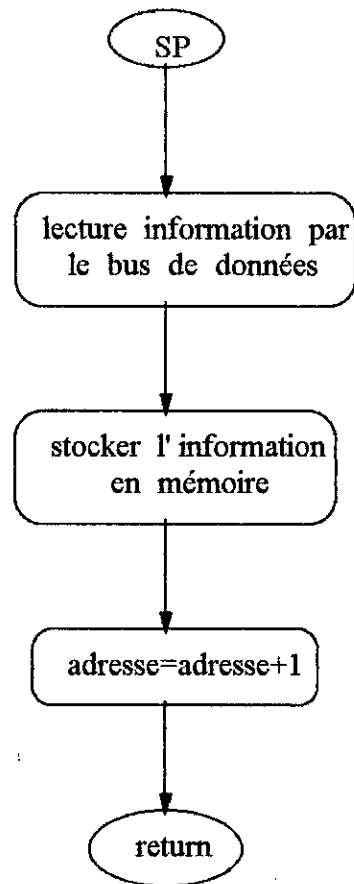 SP
lecture information par
le bus de données
stocker l' information
en mémoire
adresse=adresse+1
return